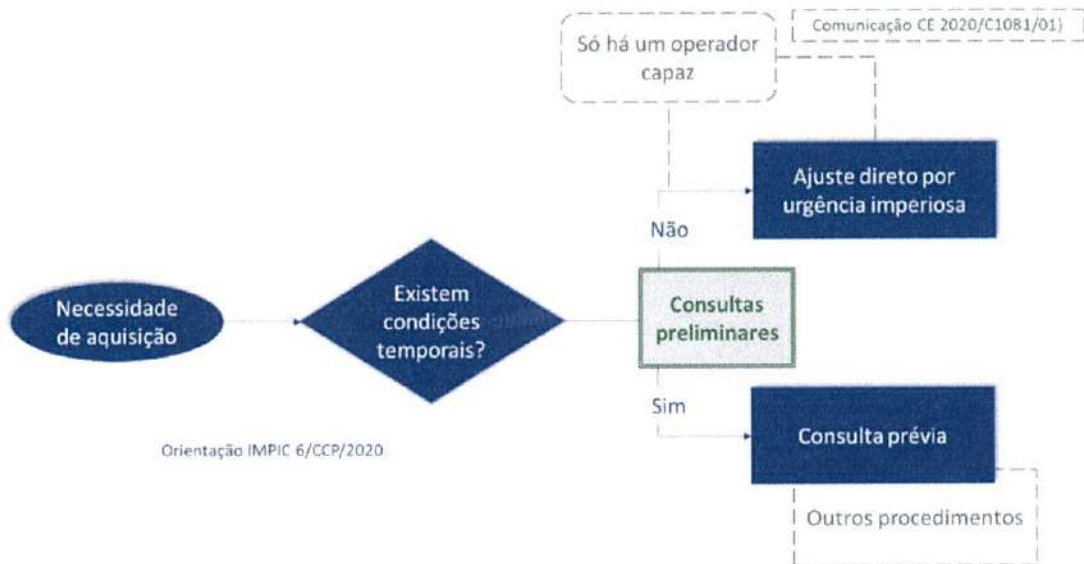 Comunicação CE 2020/C1081/01)
Só há um operador
capaz
Ajuste direto por
urgência imperiosa
Não
Necessidade
de aquisição
Existem
condições
temporais?
Consultas
preliminares
Sim
Consulta prévia
Orientação IMPIC 6/CCP/2020
Outros procedimentos